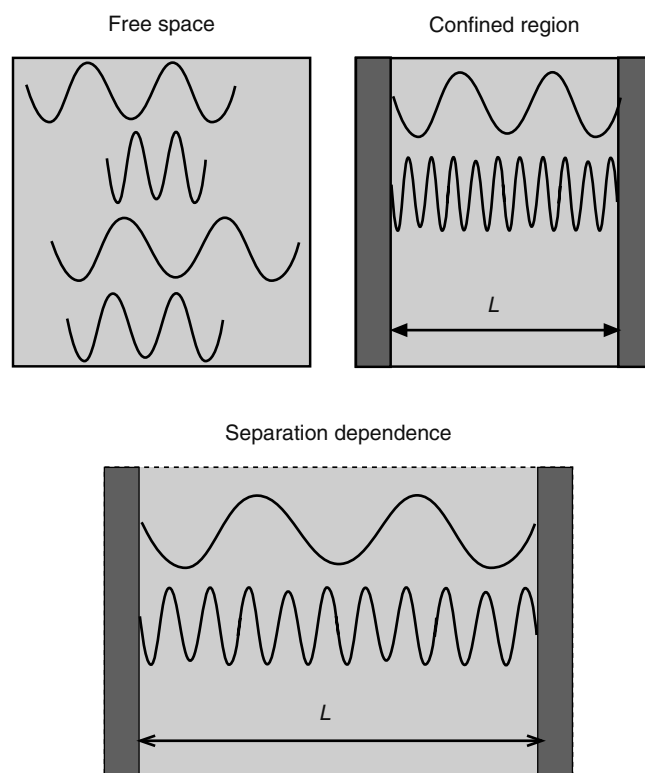 Free space
Confined region
L
Separation dependence
L